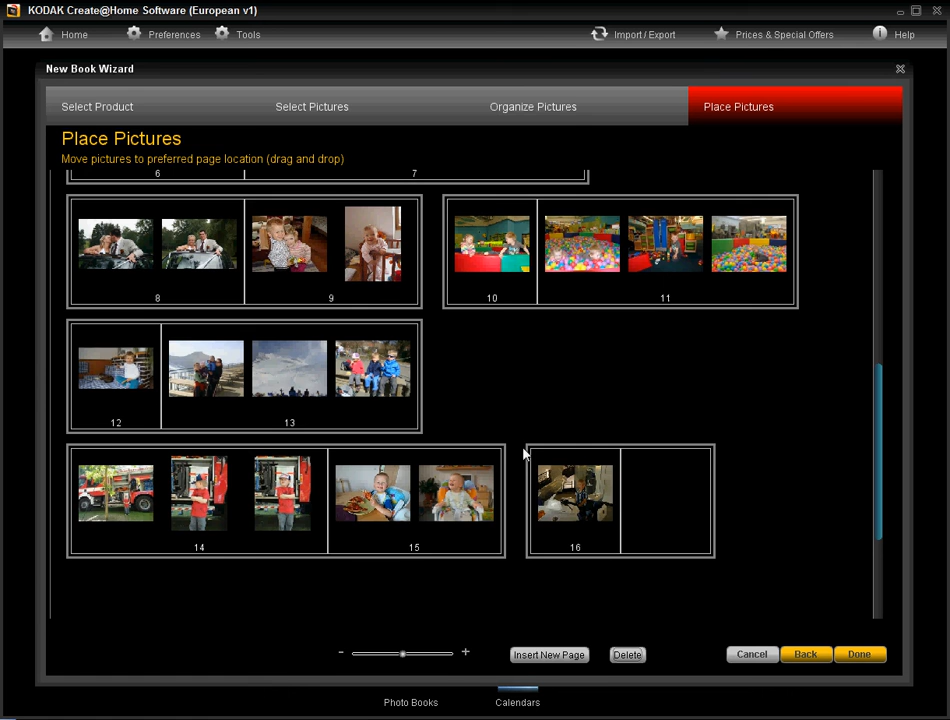 KODAK Create@Home Software (European v1)
Home Preferences Tools Import / Export Prices & Special Offers Help
New Book Wizard
Select Product Select Pictures Organize Pictures Place Pictures
Place Pictures
Move pictures to preferred page location (drag and drop)
6 7
8 9 10 11
12 13
14 15 16
- + Insert New Page Delete Cancel Back Done
Photo Books Calendars